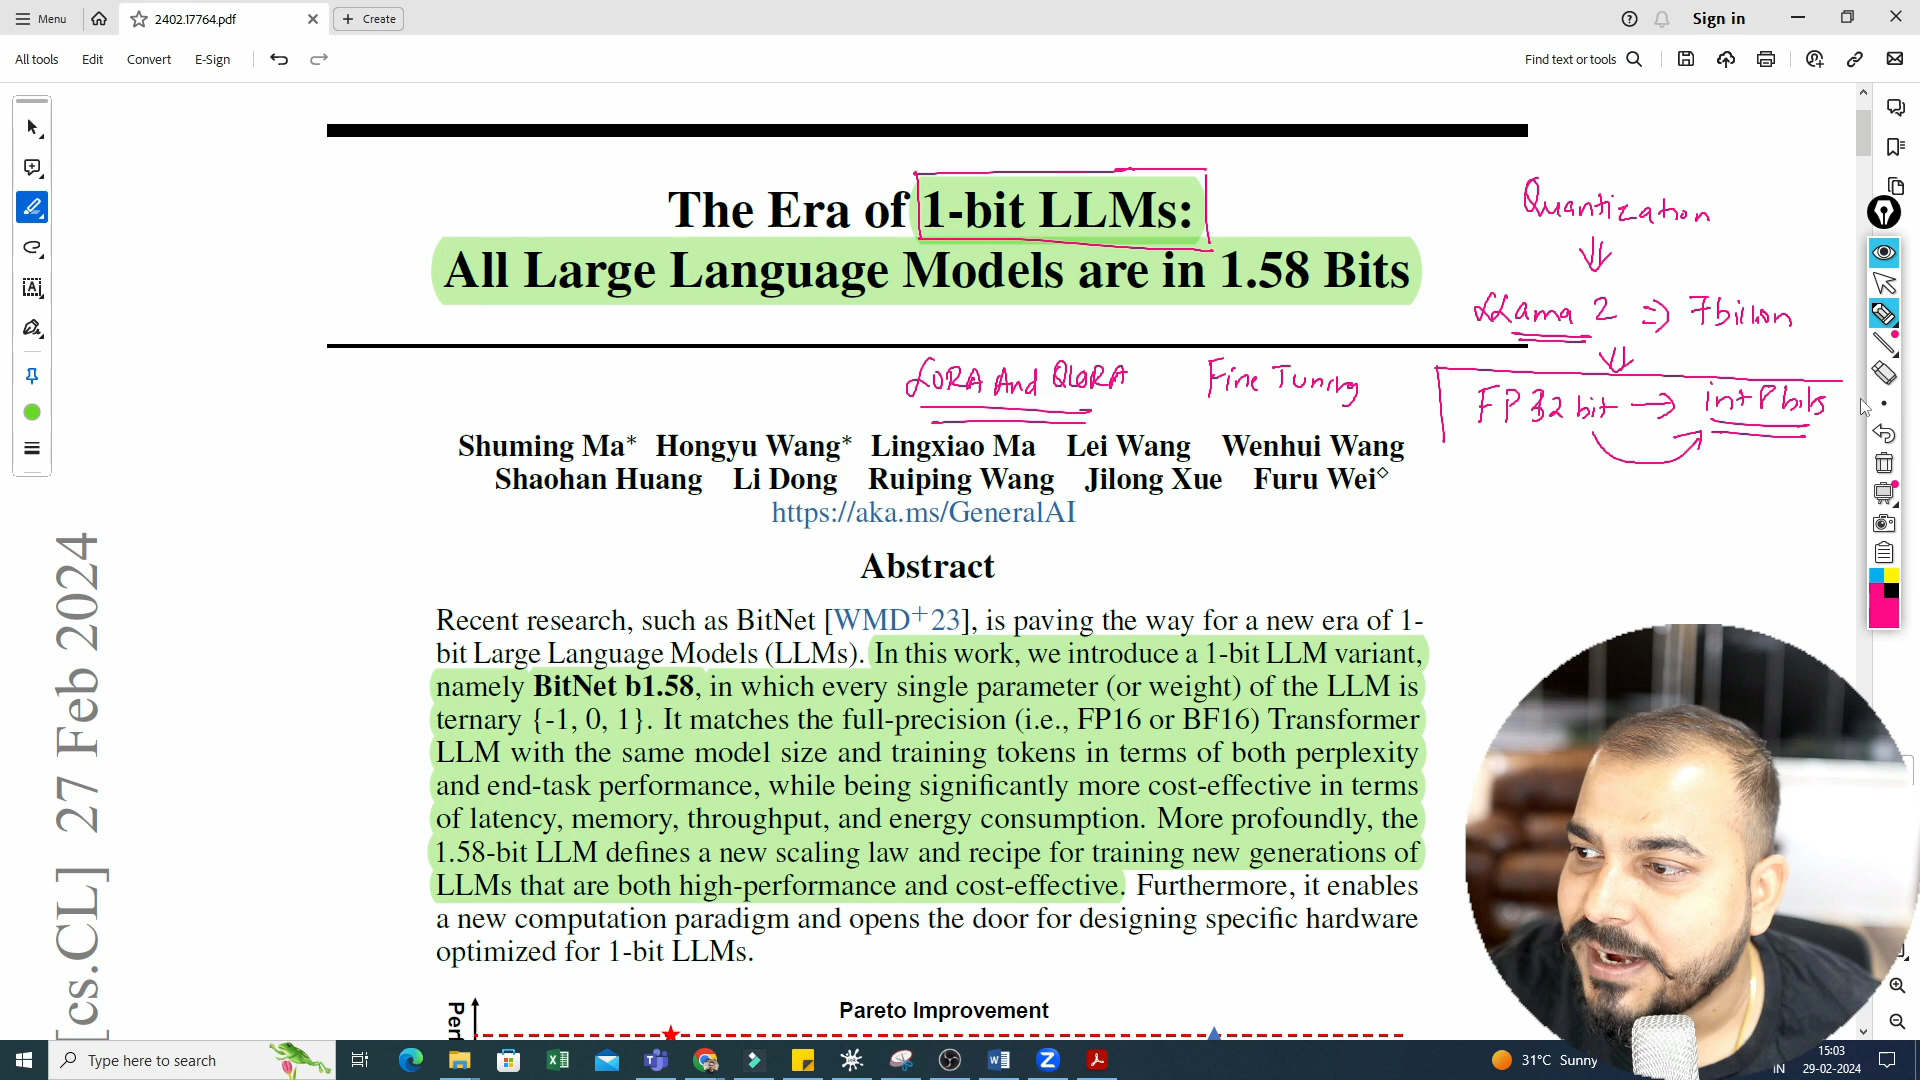 Menu
2402.17764.pdf
Create
Sign in
All tools
Edit
Convert
E-Sign
Find text or tools
The Era of 1-bit LLMs:
All Large Language Models are in 1.58 Bits
Quantization
LLama 2 => 7 billion
LORA And QLORA
Fine Tuning
FP 32 bit → int 8 bits
Shuming Ma* Hongyu Wang* Lingxiao Ma Lei Wang Wenhui Wang
Shaohan Huang Li Dong Ruiping Wang Jilong Xue Furu Wei◇
https://aka.ms/GeneralAI
Abstract
Recent research, such as BitNet [WMD+23], is paving the way for a new era of 1-
bit Large Language Models (LLMs). In this work, we introduce a 1-bit LLM variant,
namely BitNet b1.58, in which every single parameter (or weight) of the LLM is
ternary {-1, 0, 1}. It matches the full-precision (i.e., FP16 or BF16) Transformer
LLM with the same model size and training tokens in terms of both perplexity
and end-task performance, while being significantly more cost-effective in terms
of latency, memory, throughput, and energy consumption. More profoundly, the
1.58-bit LLM defines a new scaling law and recipe for training new generations of
LLMs that are both high-performance and cost-effective. Furthermore, it enables
a new computation paradigm and opens the door for designing specific hardware
optimized for 1-bit LLMs.
[cs.CL] 27 Feb 2024
Pareto Improvement
Type here to search
31°C Sunny
15:03
29-02-2024